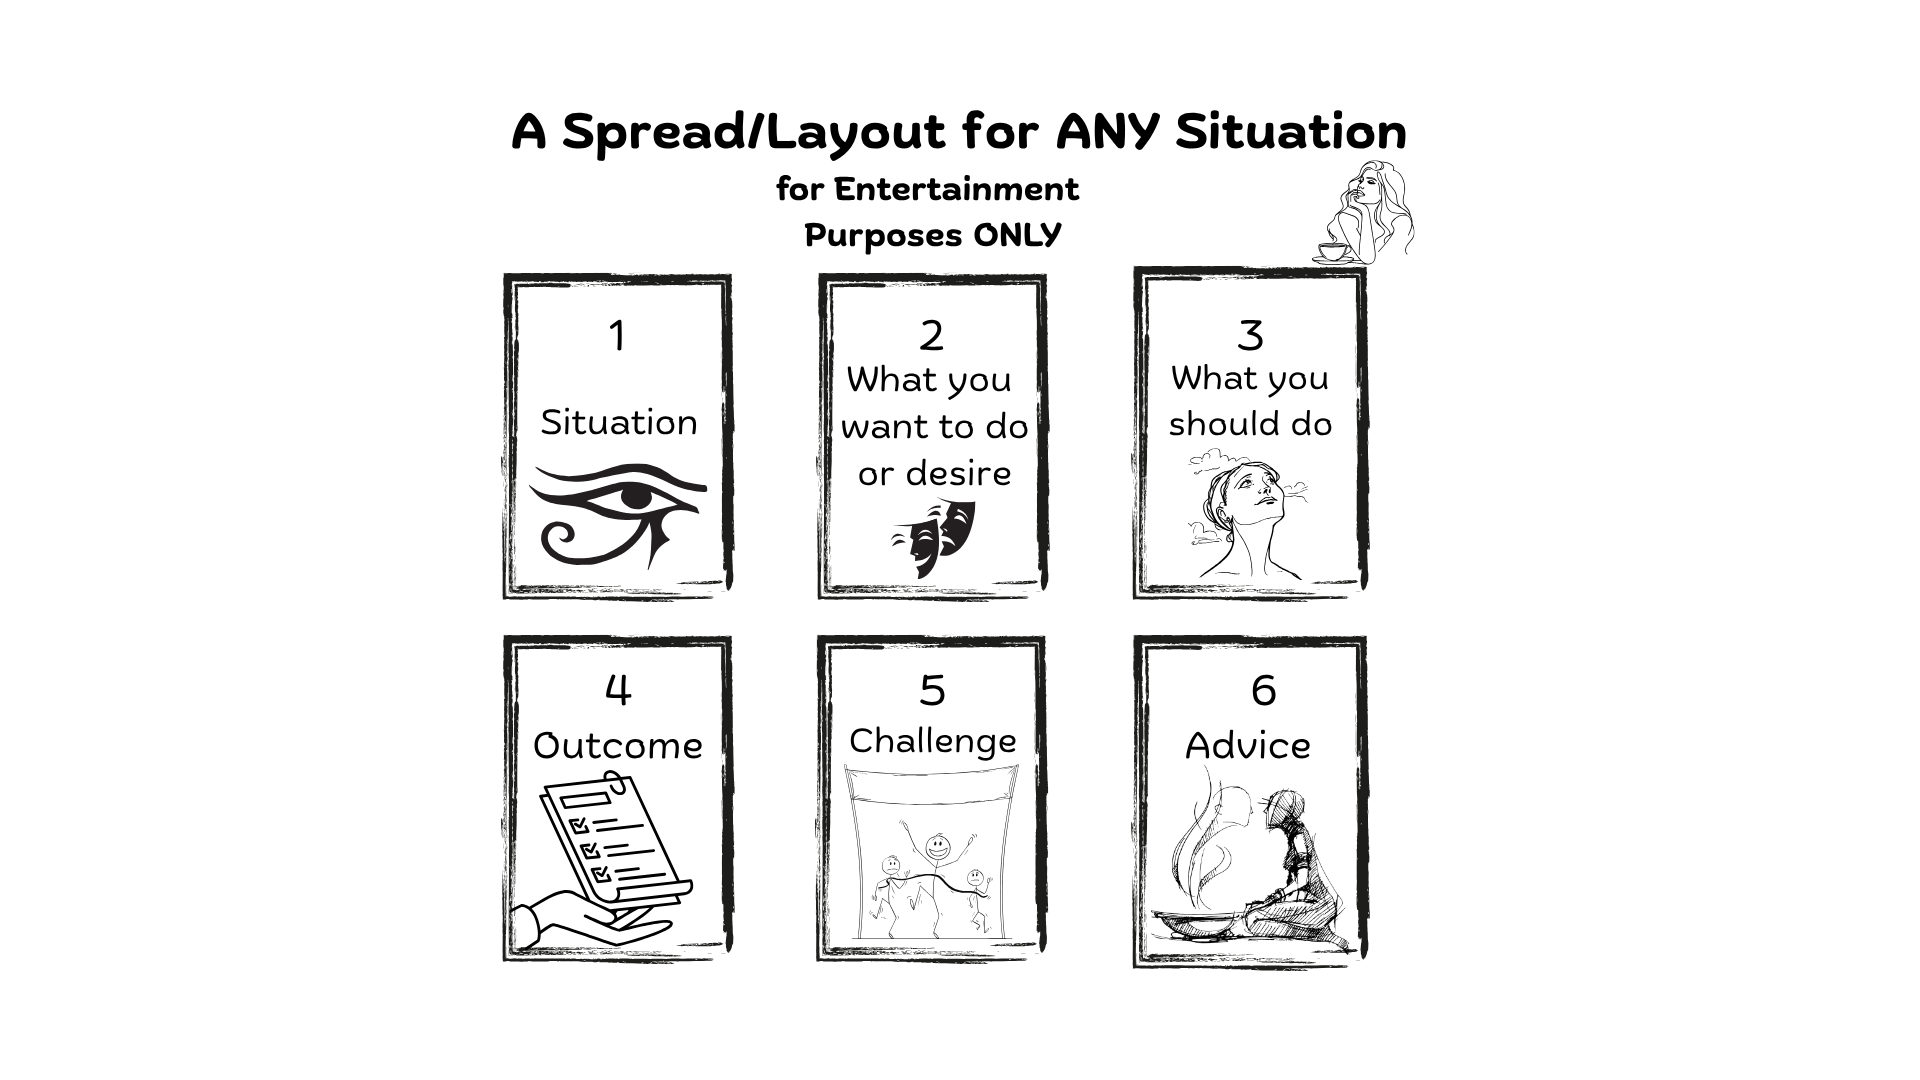 A Spread/Layout for ANY Situation
for Entertainment
Purposes ONLY
1
Situation
2
What you
want to do
or desire
3
What you
should do
4
Outcome
5
Challenge
6
Advice